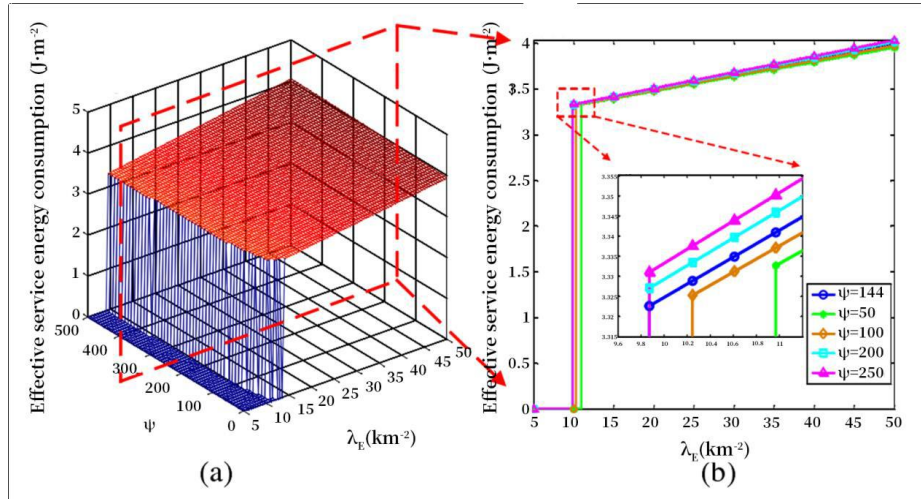 Effective service energy consumption (J·m⁻²)
5
4
3
2
1
0
500
400
300
200
100
0
ψ
5
10
15
20
25
30
35
40
45
50
λE(km⁻²)
(a)
Effective service energy consumption (J·m⁻²)
4
3.5
3
2.5
2
1.5
1
0.5
0
5 10 15 20 25 30 35 40 45 50
λE(km⁻²)
(b)
3.355
3.35
3.345
3.34
3.335
3.33
3.325
3.32
3.315
9.6 9.8 10 10.2 10.4 10.6 10.8 11
ψ=144
ψ=50
ψ=100
ψ=200
ψ=250